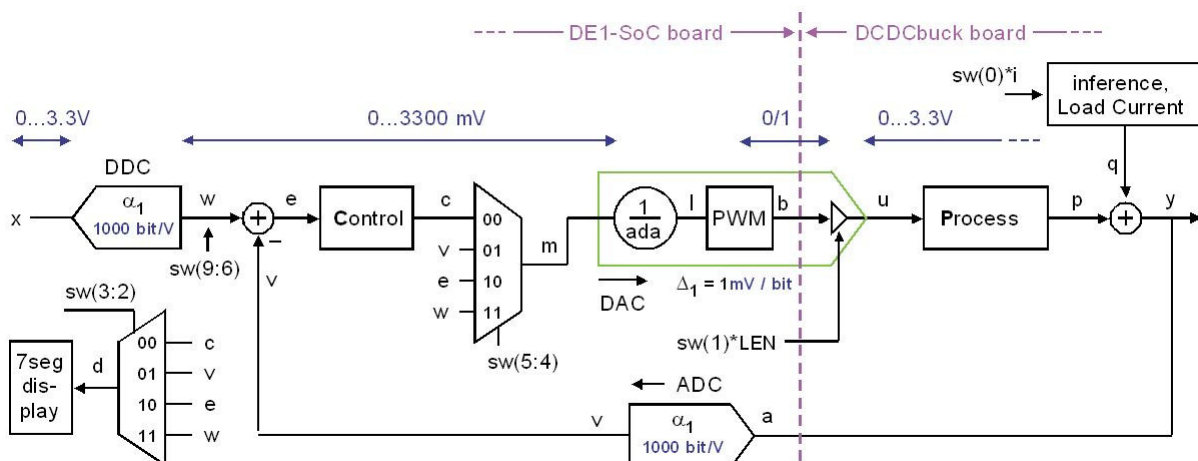 DE1-SoC board
DCDCbuck board
sw(0)*i
inference,
Load Current
0...3.3V
0...3300 mV
0/1
0...3.3V
DDC
q
x
α1
1000 bit/V
w
+
−
e
Control
c
00
01
10
11
v
e
w
m
1
ada
l
PWM
b
u
Process
p
+
y
sw(9:6)
v
DAC
Δ1 = 1mV / bit
sw(3:2)
sw(5:4)
sw(1)*LEN
7seg
dis-
play
d
00
c
01
v
10
e
11
w
ADC
v
α1
1000 bit/V
a